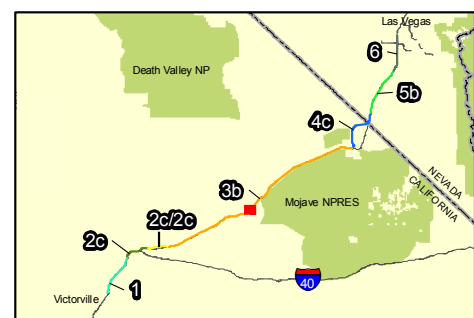 Las Vegas
6
Death Valley NP
5b
4c
NEVADA
CALIFORNIA
3b
Mojave NPRES
2c/2c
2c
40
1
Victorville